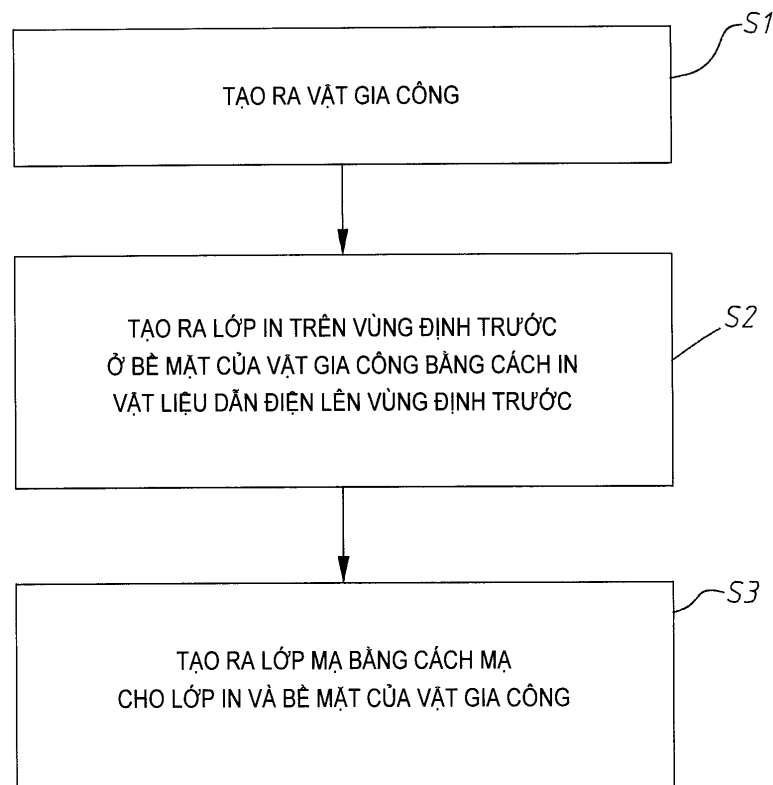 S1
TẠO RA VẬT GIA CÔNG
S2
TẠO RA LỚP IN TRÊN VÙNG ĐỊNH TRƯỚC
Ở BỀ MẶT CỦA VẬT GIA CÔNG BẰNG CÁCH IN
VẬT LIỆU DẪN ĐIỆN LÊN VÙNG ĐỊNH TRƯỚC
S3
TẠO RA LỚP MẠ BẰNG CÁCH MẠ
CHO LỚP IN VÀ BỀ MẶT CỦA VẬT GIA CÔNG